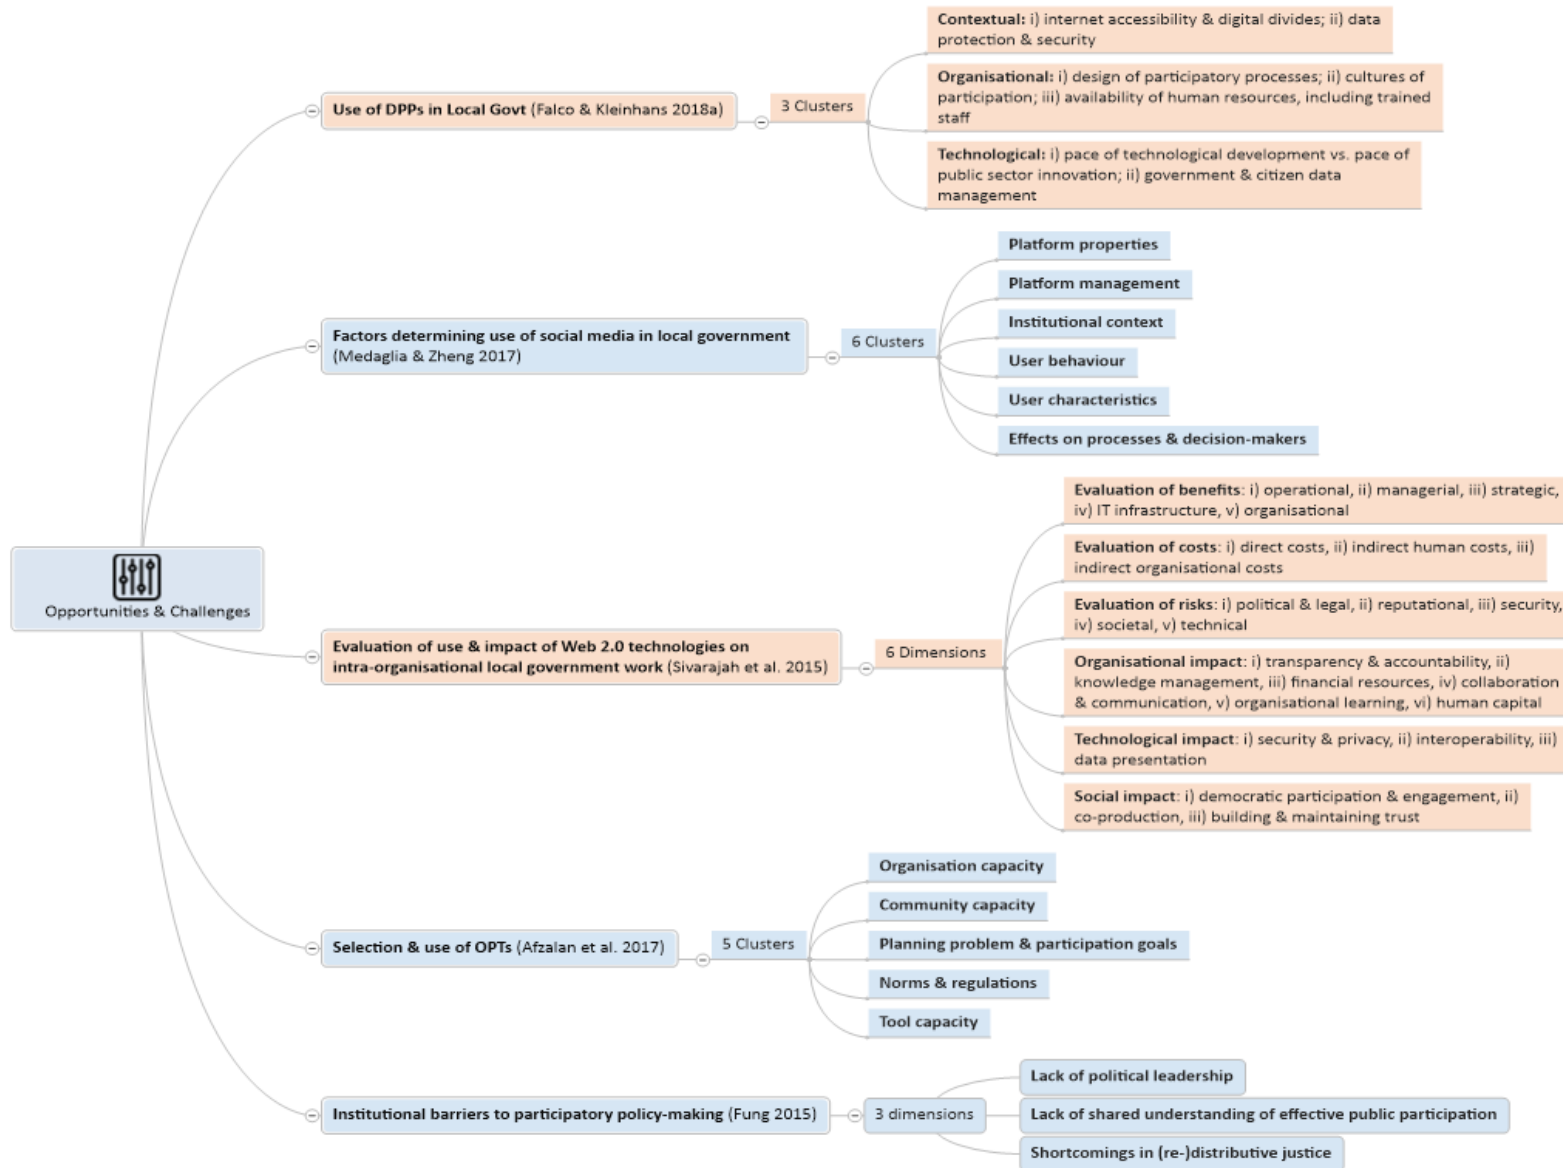 Contextual: i) internet accessibility & digital divides; ii) data
protection & security
Organisational: i) design of participatory processes; ii) cultures of
participation; iii) availability of human resources, including trained
staff
Technological: i) pace of technological development vs. pace of
public sector innovation; ii) government & citizen data
management
Use of DPPs in Local Govt (Falco & Kleinhans 2018a)
3 Clusters
Platform properties
Platform management
Institutional context
User behaviour
User characteristics
Effects on processes & decision-makers
Factors determining use of social media in local government
(Medaglia & Zheng 2017)
6 Clusters
Evaluation of benefits: i) operational, ii) managerial, iii) strategic,
iv) IT infrastructure, v) organisational
Evaluation of costs: i) direct costs, ii) indirect human costs, iii)
indirect organisational costs
Evaluation of risks: i) political & legal, ii) reputational, iii) security,
iv) societal, v) technical
Organisational impact: i) transparency & accountability, ii)
knowledge management, iii) financial resources, iv) collaboration
& communication, v) organisational learning, vi) human capital
Technological impact: i) security & privacy, ii) interoperability, iii)
data presentation
Social impact: i) democratic participation & engagement, ii)
co-production, iii) building & maintaining trust
Opportunities & Challenges
Evaluation of use & impact of Web 2.0 technologies on
intra-organisational local government work (Sivarajah et al. 2015)
6 Dimensions
Organisation capacity
Community capacity
Planning problem & participation goals
Norms & regulations
Tool capacity
Selection & use of OPTs (Afzalan et al. 2017)
5 Clusters
Lack of political leadership
Lack of shared understanding of effective public participation
Shortcomings in (re-)distributive justice
Institutional barriers to participatory policy-making (Fung 2015)
3 dimensions